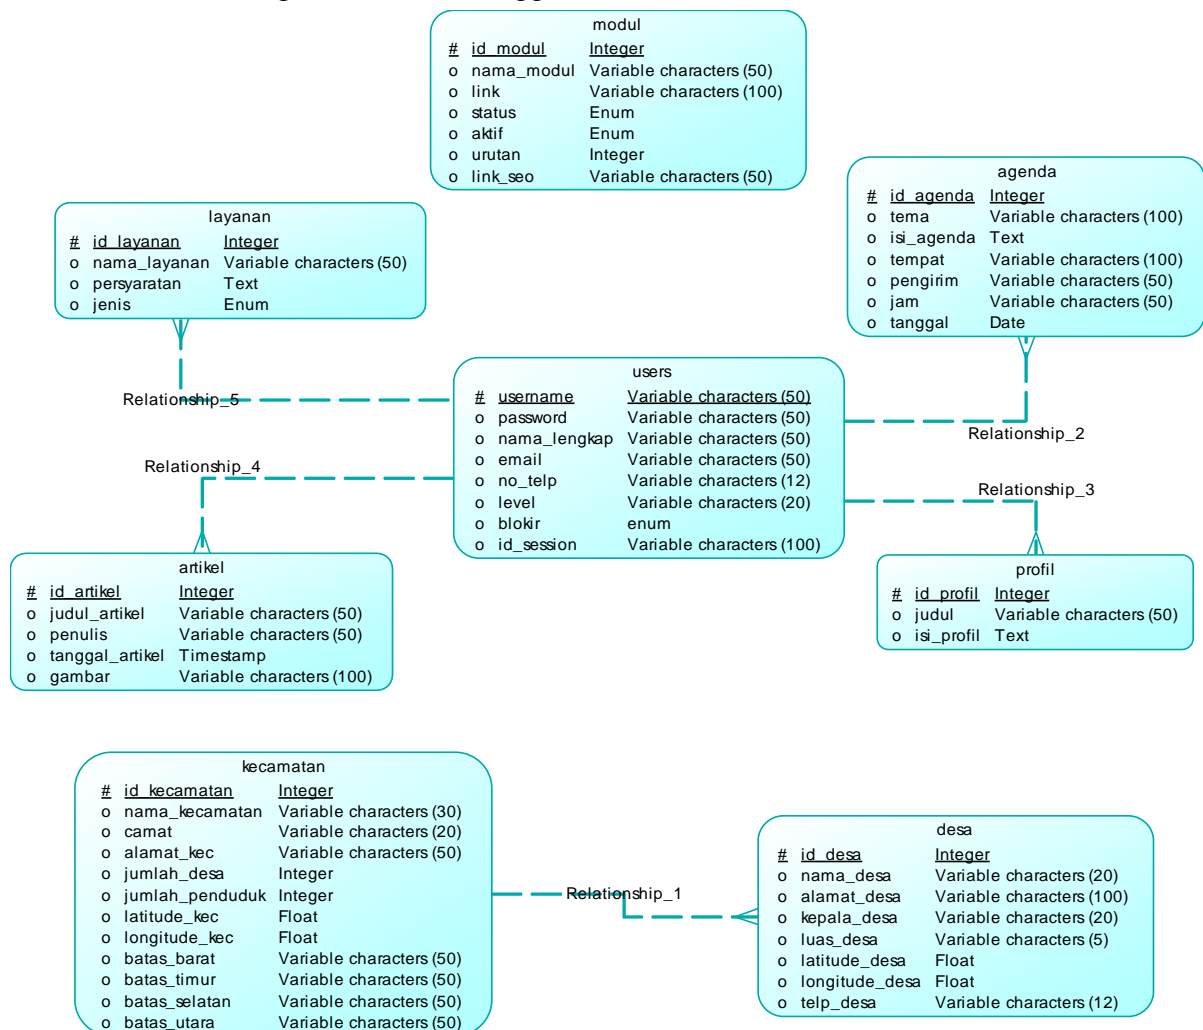 modul
# id_modul Integer
o nama_modul Variable characters (50)
o link Variable characters (100)
o status Enum
o aktif Enum
o urutan Integer
o link_seo Variable characters (50)
agenda
# id_agenda Integer
o tema Variable characters (100)
o isi_agenda Text
o tempat Variable characters (100)
o pengirim Variable characters (50)
o jam Variable characters (50)
o tanggal Date
layanan
# id_layanan Integer
o nama_layanan Variable characters (50)
o persyaratan Text
o jenis Enum
users
# username Variable characters (50)
o password Variable characters (50)
o nama_lengkap Variable characters (50)
o email Variable characters (50)
o no_telp Variable characters (12)
o level Variable characters (20)
o blokir enum
o id_session Variable characters (100)
Relationship_5
Relationship_2
Relationship_4
Relationship_3
artikel
# id_artikel Integer
o judul_artikel Variable characters (50)
o penulis Variable characters (50)
o tanggal_artikel Timestamp
o gambar Variable characters (100)
profil
# id_profil Integer
o judul Variable characters (50)
o isi_profil Text
kecamatan
# id_kecamatan Integer
o nama_kecamatan Variable characters (30)
o camat Variable characters (20)
o alamat_kec Variable characters (50)
o jumlah_desa Integer
o jumlah_penduduk Integer
o latitude_kec Float
o longitude_kec Float
o batas_barat Variable characters (50)
o batas_timur Variable characters (50)
o batas_selatan Variable characters (50)
o batas_utara Variable characters (50)
Relationship_1
desa
# id_desa Integer
o nama_desa Variable characters (20)
o alamat_desa Variable characters (100)
o kepala_desa Variable characters (20)
o luas_desa Variable characters (5)
o latitude_desa Float
o longitude_desa Float
o telp_desa Variable characters (12)